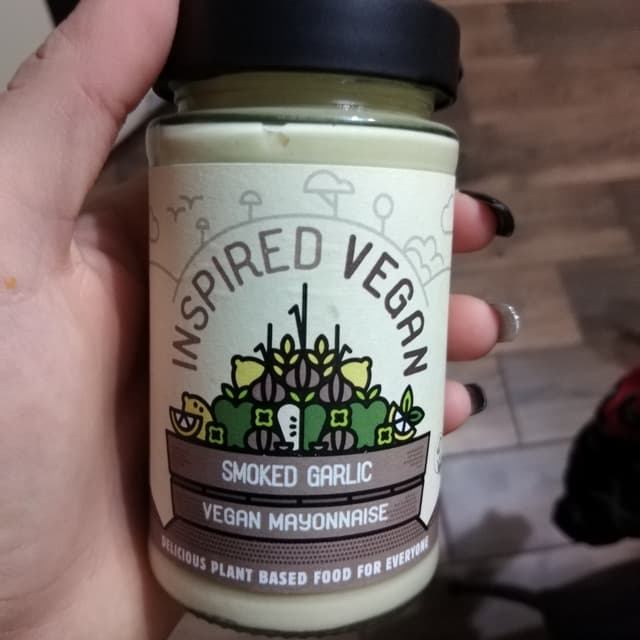 INSPIRED VEGAN
SMOKED GARLIC
VEGAN MAYONNAISE
DELICIOUS PLANT BASED FOOD FOR EVERYONE